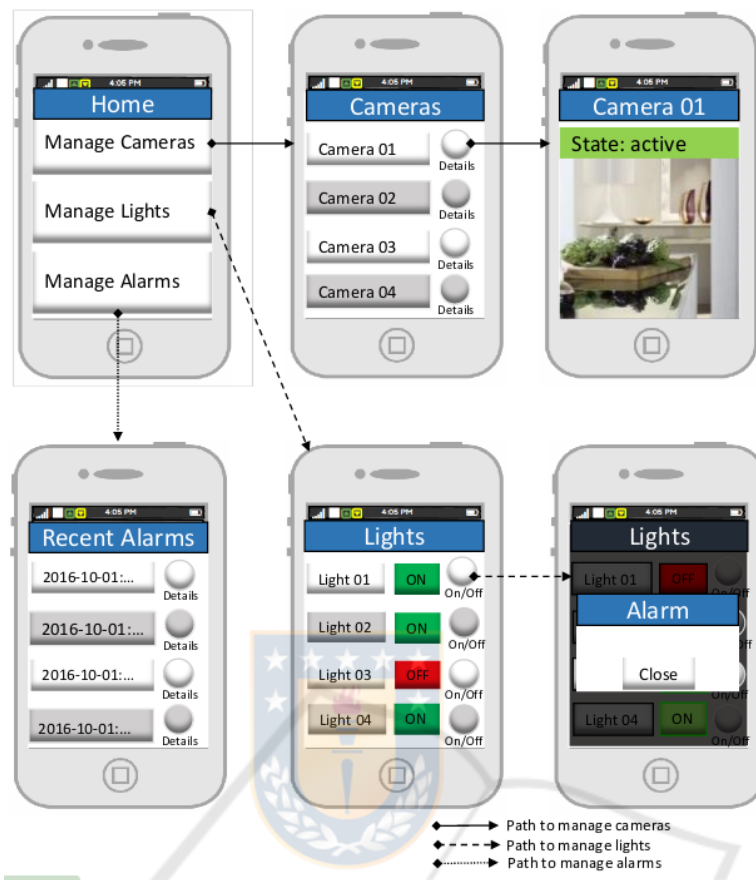 4:05 PM
Home
Manage Cameras
Manage Lights
Manage Alarms
4:05 PM
Cameras
Camera 01
Details
Camera 02
Details
Camera 03
Details
Camera 04
Details
4:05 PM
Camera 01
State: active
4:05 PM
Recent Alarms
2016-10-01:...
Details
2016-10-01:...
Details
2016-10-01:...
Details
2016-10-01:...
Details
4:05 PM
Lights
Light 01 ON
On/Off
Light 02 ON
Light 03 OFF
On/Off
Light 04 ON
On/Off
4:05 PM
Lights
Light 01 OFF
On/Off
Alarm
Off
Close
On/Off
Light 04 ON
On/Off
Path to manage cameras
Path to manage lights
Path to manage alarms